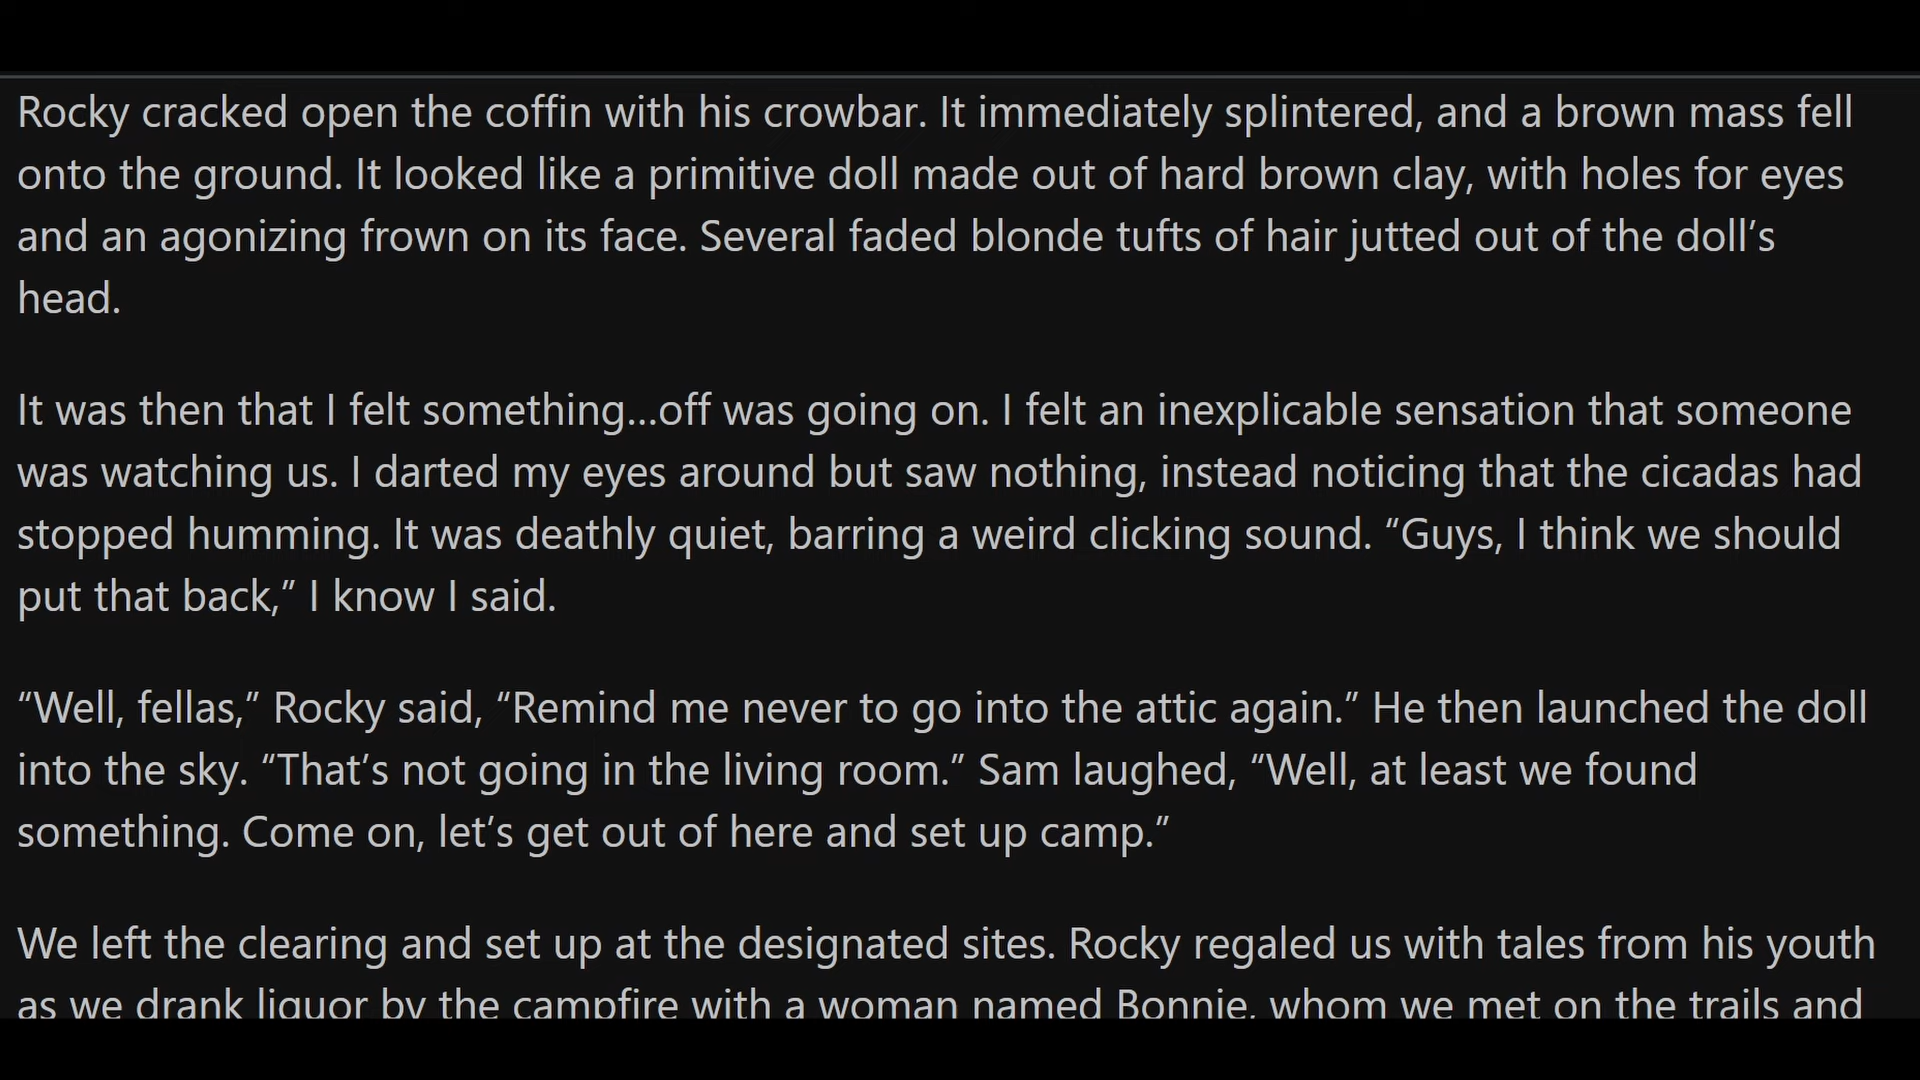 Rocky cracked open the coffin with his crowbar. It immediately splintered, and a brown mass fell
onto the ground. It looked like a primitive doll made out of hard brown clay, with holes for eyes
and an agonizing frown on its face. Several faded blonde tufts of hair jutted out of the doll’s
head.
It was then that I felt something...off was going on. I felt an inexplicable sensation that someone
was watching us. I darted my eyes around but saw nothing, instead noticing that the cicadas had
stopped humming. It was deathly quiet, barring a weird clicking sound. “Guys, I think we should
put that back,” I know I said.
“Well, fellas,” Rocky said, “Remind me never to go into the attic again.” He then launched the doll
into the sky. “That’s not going in the living room.” Sam laughed, “Well, at least we found
something. Come on, let’s get out of here and set up camp.”
We left the clearing and set up at the designated sites. Rocky regaled us with tales from his youth
as we drank liquor by the campfire with a woman named Bonnie, whom we met on the trails and